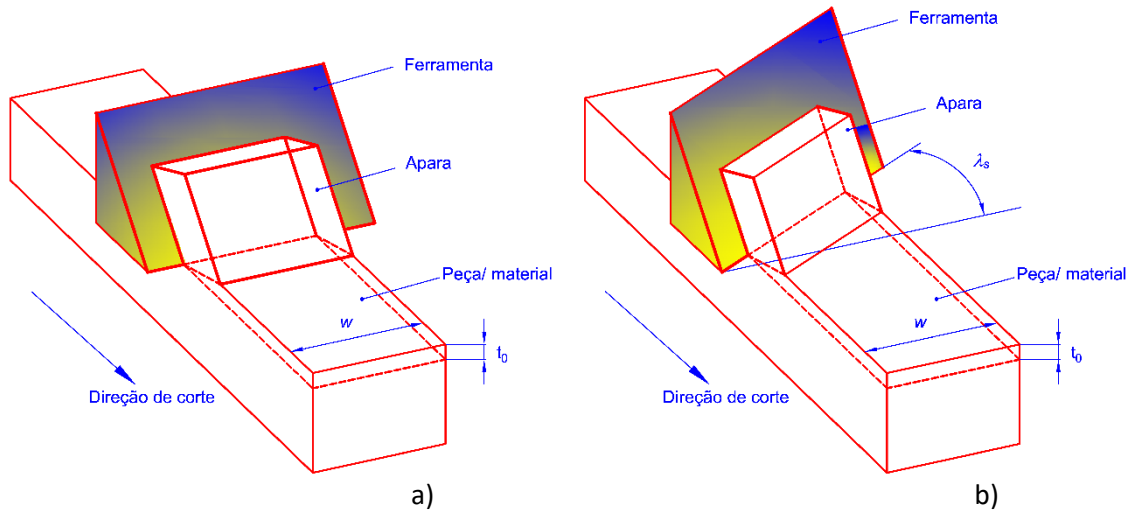 Ferramenta
Apara
Peça/ material
w
t0
Direção de corte
a)
Ferramenta
Apara
λs
Peça/ material
w
t0
Direção de corte
b)